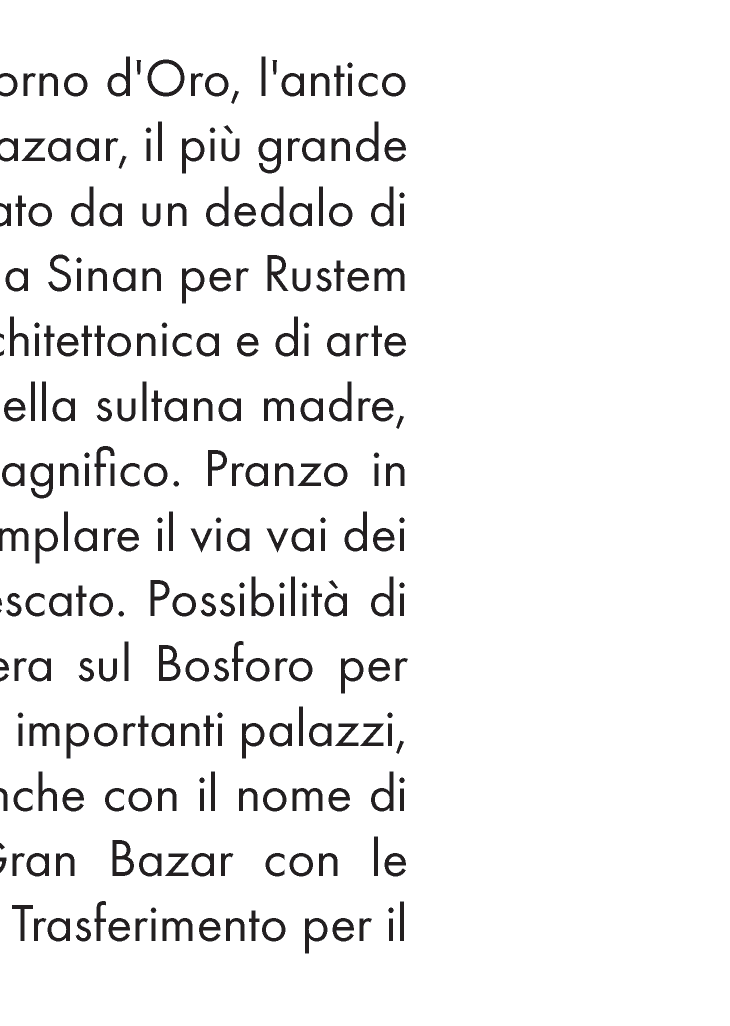 orno d'Oro, l'antico
azaar, il più grande
ato da un dedalo di
a Sinan per Rustem
chitettonica e di arte
ella sultana madre,
agnifico. Pranzo in
mplare il via vai dei
escato. Possibilità di
era sul Bosforo per
importanti palazzi,
nche con il nome di
Gran Bazar con le
Trasferimento per il